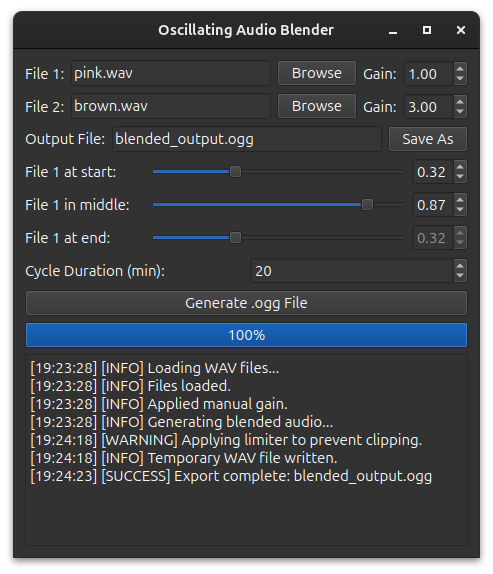 Oscillating Audio Blender
File 1: pink.wav Browse Gain: 1.00
File 2: brown.wav Browse Gain: 3.00
Output File: blended_output.ogg Save As
File 1 at start: 0.32
File 1 in middle: 0.87
File 1 at end: 0.32
Cycle Duration (min): 20
Generate .ogg File
100%
[19:23:28] [INFO] Loading WAV files...
[19:23:28] [INFO] Files loaded.
[19:23:28] [INFO] Applied manual gain.
[19:23:28] [INFO] Generating blended audio...
[19:24:18] [WARNING] Applying limiter to prevent clipping.
[19:24:18] [INFO] Temporary WAV file written.
[19:24:23] [SUCCESS] Export complete: blended_output.ogg